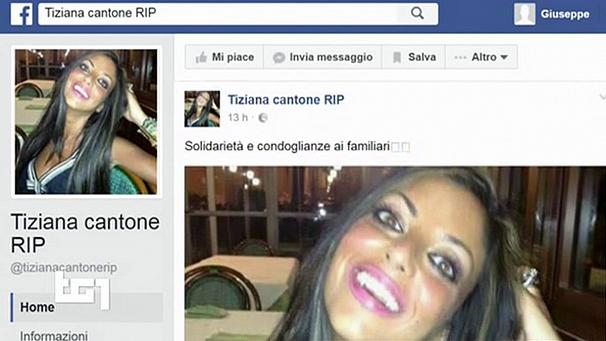 f
Tiziana cantone RIP
Giuseppe
Mi piace
Invia messaggio
Salva
••• Altro
Tiziana cantone RIP
13 h ·
Solidarietà e condoglianze ai familiari
Tiziana cantone
RIP
@tizianacantonerip
tg1
Home
Informazioni